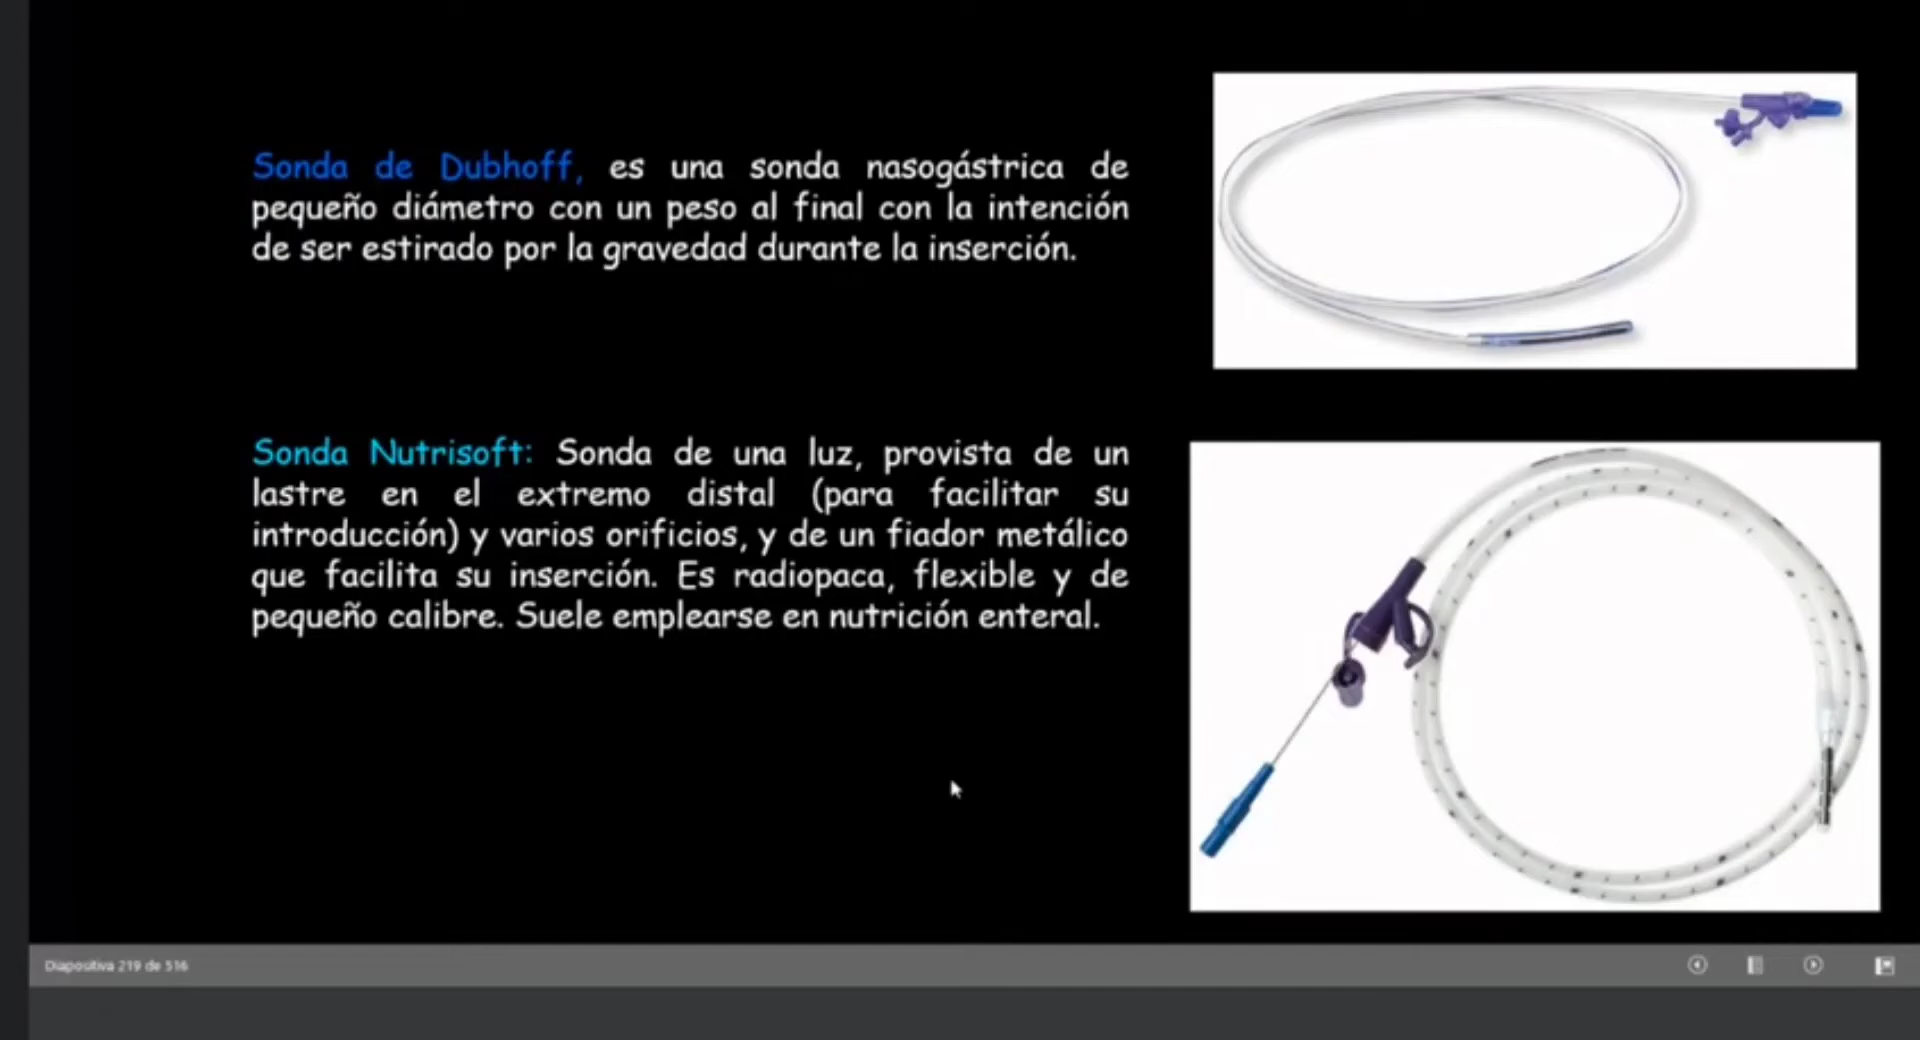 Sonda de Dubhoff, es una sonda nasogástrica de
pequeño diámetro con un peso al final con la intención
de ser estirado por la gravedad durante la inserción.
Sonda Nutrisoft: Sonda de una luz, provista de un
lastre en el extremo distal (para facilitar su
introducción) y varios orificios, y de un fiador metálico
que facilita su inserción. Es radiopaca, flexible y de
pequeño calibre. Suele emplearse en nutrición enteral.
Diapositiva 219 de 516